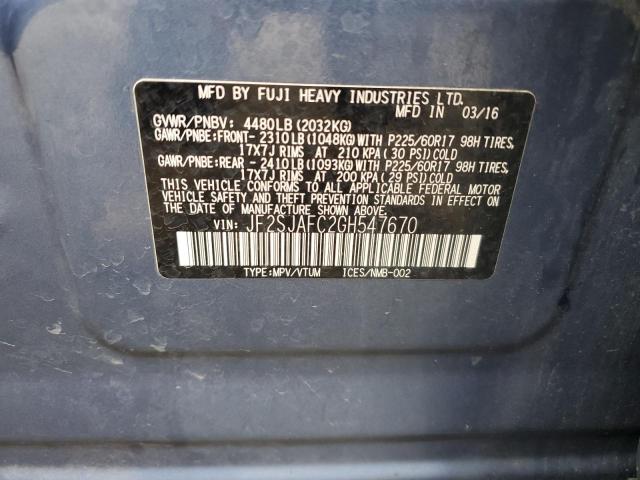 MFD BY FUJI HEAVY INDUSTRIES LTD.
MFD IN 03/16
GVWR/PNBV: 4480LB(2032KG)
GAWR/PNBE:FRONT-2310LB(1048KG)WITH P225/60R17 98H TIRES,
17X7J RIMS AT 210 KPA(30 PSI)COLD
GAWR/PNBE:REAR -2410LB(1093KG)WITH P225/60R17 98H TIRES,
17X7J RIMS AT 200 KPA(29 PSI)COLD
THIS VEHICLE CONFORMS TO ALL APPLICABLE FEDERAL MOTOR
VEHICLE SAFETY AND THEFT PREVENTION STANDARDS IN EFFECT ON
THE DATE OF MANUFACTURE SHOWN ABOVE.
VIN: JF2SJAFC2GH547670
TYPE:MPV/VTUM ICES/NMB-002